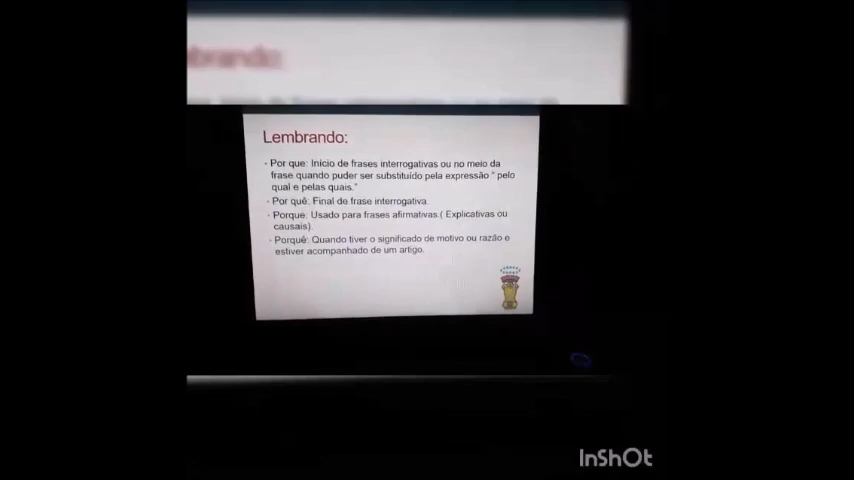 brando:
Lembrando:
- Por que: Início de frases interrogativas ou no meio da
frase quando puder ser substituído pela expressão “ pelo
qual e pelas quais.”
- Por quê: Final de frase interrogativa.
- Porque: Usado para frases afirmativas.( Explicativas ou
causais).
- Porquê: Quando tiver o significado de motivo ou razão e
estiver acompanhado de um artigo.
InShOt